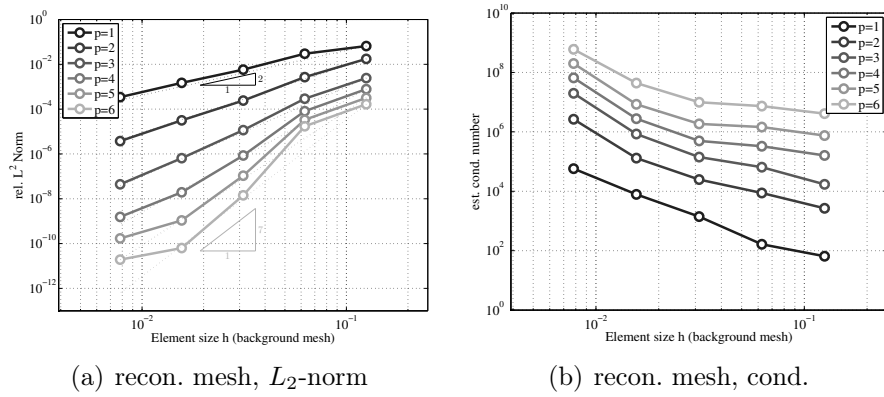 10^0
10^-2
10^-4
10^-6
10^-8
10^-10
10^-12
rel. L^2 Norm
p=1
p=2
p=3
p=4
p=5
p=6
1
2
1
7
10^-2
10^-1
Element size h (background mesh)
(a) recon. mesh, L_2-norm
10^10
10^8
10^6
10^4
10^2
10^0
est. cond. number
p=1
p=2
p=3
p=4
p=5
p=6
10^-2
10^-1
Element size h (background mesh)
(b) recon. mesh, cond.